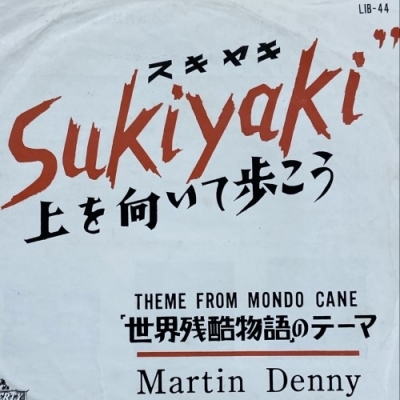 LIB-44
スキヤキ
Sukiyaki"
上を向いて歩こう
THEME FROM MONDO CANE
「世界残酷物語」のテーマ
Martin Denny